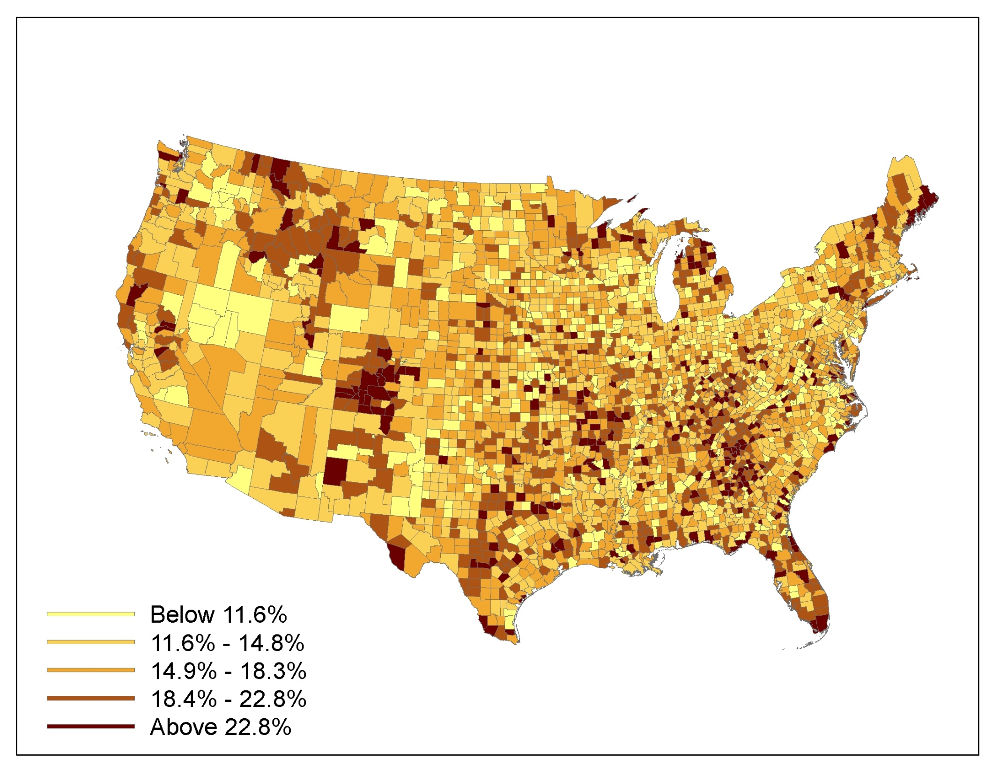 Below 11.6%
11.6% - 14.8%
14.9% - 18.3%
18.4% - 22.8%
Above 22.8%